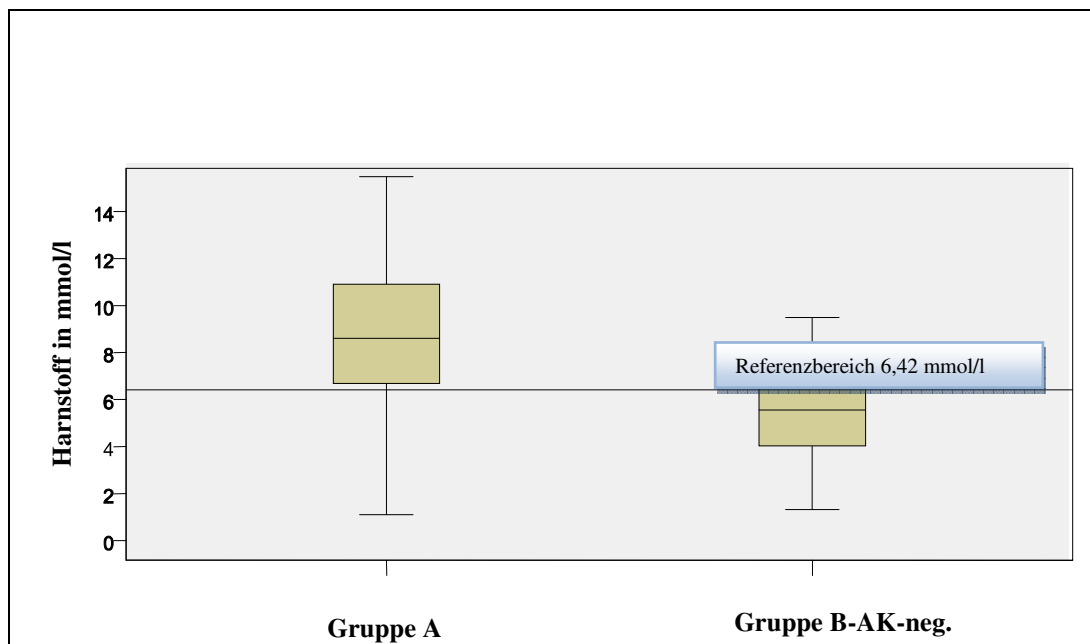 Harnstoff in mmol/l
14
12
10
8
6
4
2
0
Referenzbereich 6,42 mmol/l
Gruppe A
Gruppe B-AK-neg.